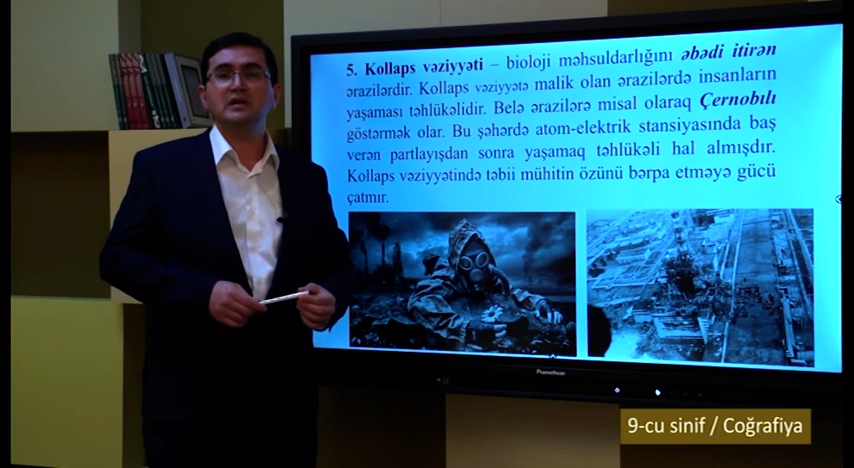 5. Kollaps vəziyyəti – bioloji məhsuldarlığını əbədi itirən
ərazilərdir. Kollaps vəziyyətə malik olan ərazilərdə insanların
yaşaması təhlükəlidir. Belə ərazilərə misal olaraq Çernobılı
göstərmək olar. Bu şəhərdə atom-elektrik stansiyasında baş
verən partlayışdan sonra yaşamaq təhlükəli hal almışdır.
Kollaps vəziyyətində təbii mühitin özünü bərpa etməyə gücü
çatmır.
Promethean
9-cu sinif / Coğrafiya